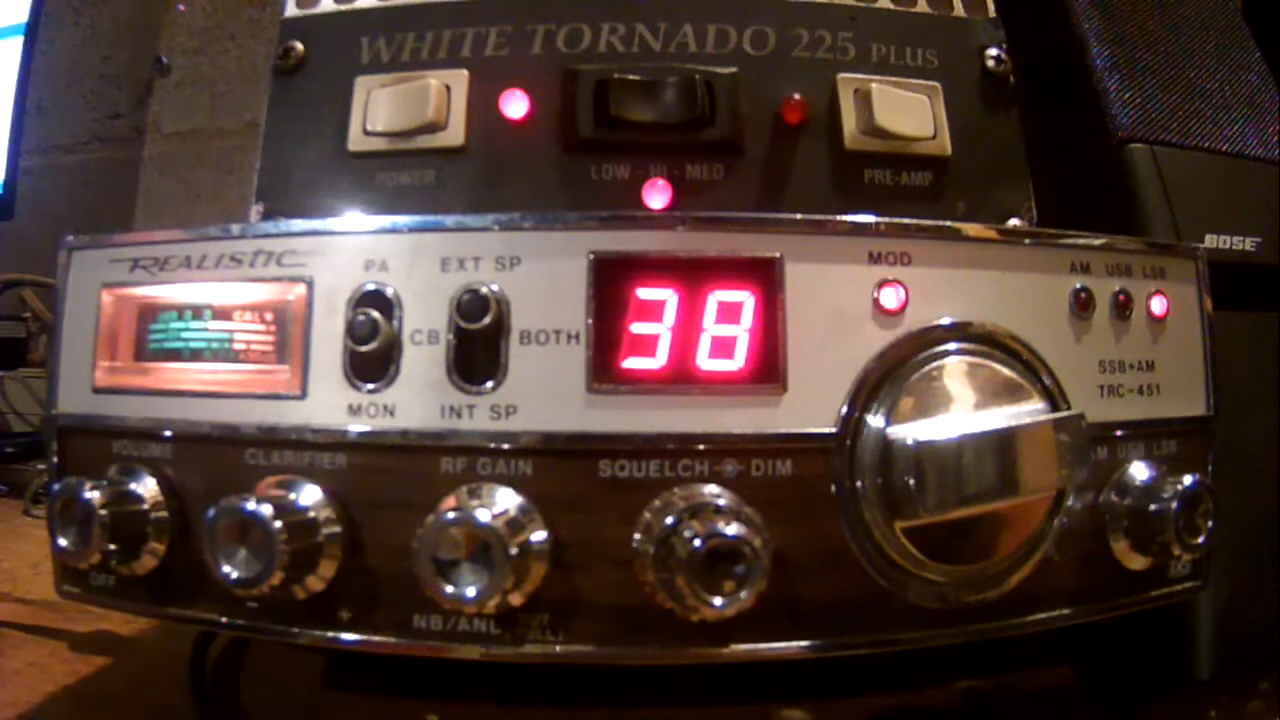 WHITE TORNADO 225 PLUS
POWER
LOW - HI - MED
PRE-AMP
BOSE
REALISTIC
PA
EXT SP
MOD
AM USB LSB
CAL
38
CB
BOTH
SSB+AM
TRC-451
MON
INT SP
VOLUME
CLARIFIER
RF GAIN
SQUELCH
DIM
AM USB LSB
OFF
- +
NB/ANL